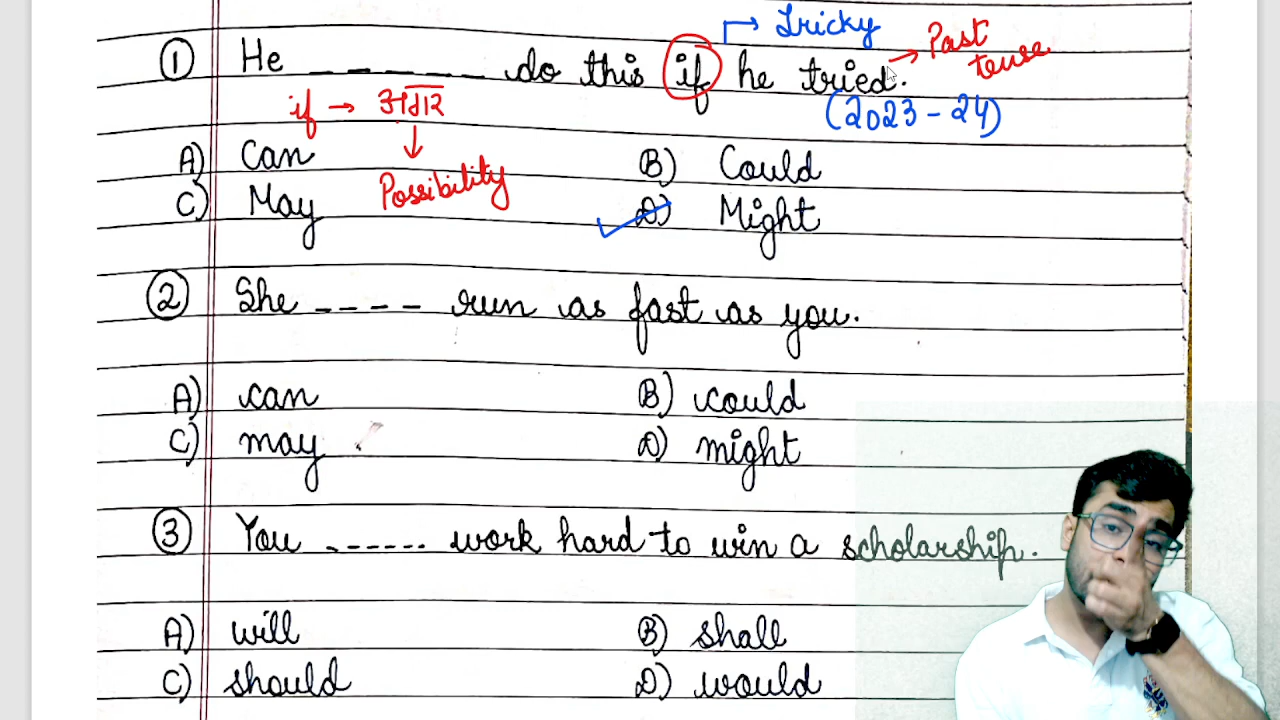 → Tricky
① He _ _ _ _ _ do this if he tried. → Past tense
if → अगर
(2023 - 24)
↓
Possibility
A) Can B) Could
C) May D) Might
② She _ _ _ _ run as fast as you.
A) can B) could
C) may D) might
③ You _ _ _ _ _ _ work hard to win a scholarship.
A) will B) shall
C) should D) would